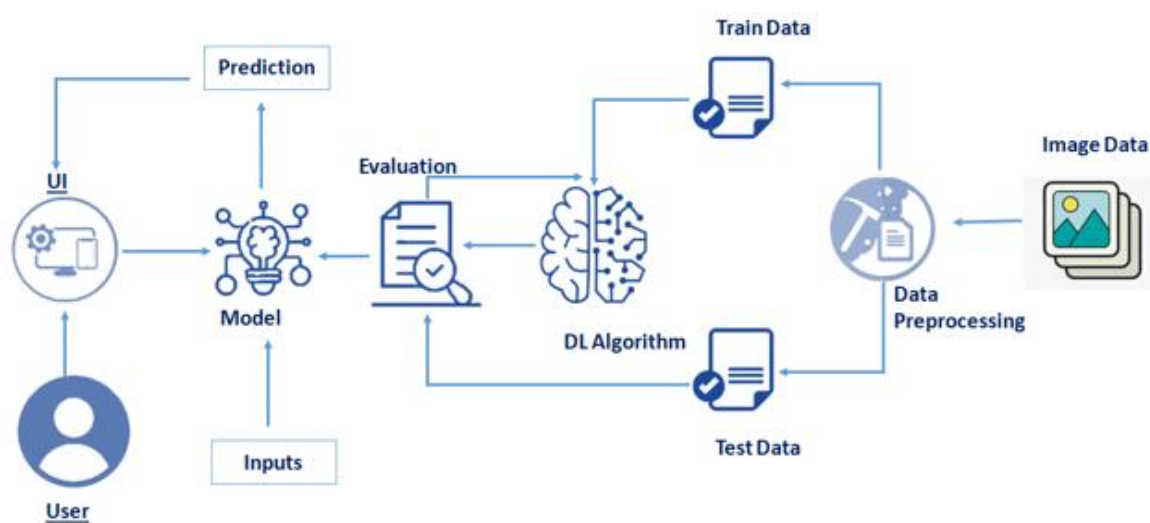 Train Data
Prediction
Image Data
Evaluation
UI
Model
Data
Preprocessing
DL Algorithm
Test Data
Inputs
User